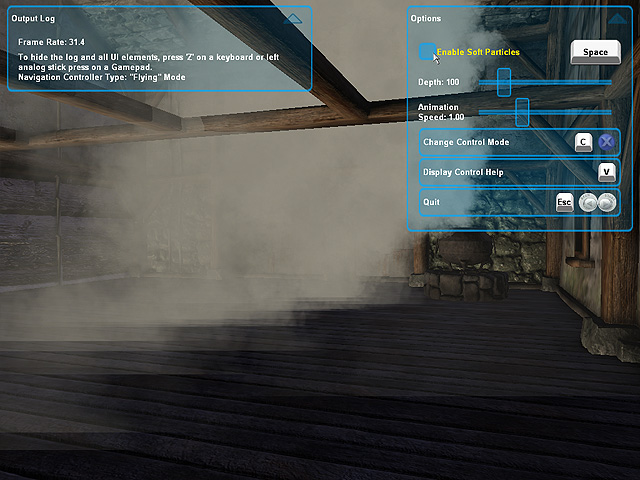 Output Log
Frame Rate: 31.4
To hide the log and all UI elements, press 'Z' on a keyboard or left
analog stick press on a Gamepad.
Navigation Controller Type: "Flying" Mode
Options
Enable Soft Particles
Space
Depth: 100
Animation
Speed: 1.00
Change Control Mode
C
Display Control Help
V
Quit
Esc